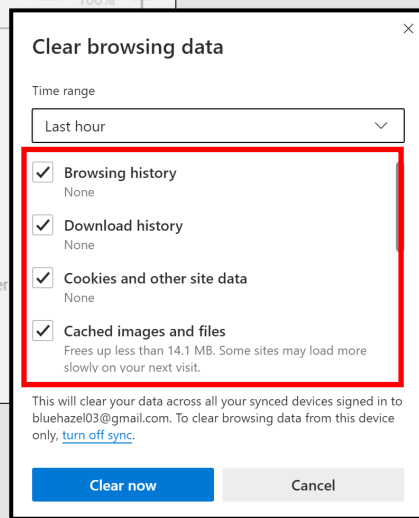 100%
Clear browsing data
Time range
Last hour
Browsing history
None
Download history
None
Cookies and other site data
None
Cached images and files
Frees up less than 14.1 MB. Some sites may load more
slowly on your next visit.
This will clear your data across all your synced devices signed in to
bluehazel03@gmail.com. To clear browsing data from this device
only, turn off sync.
Clear now
Cancel